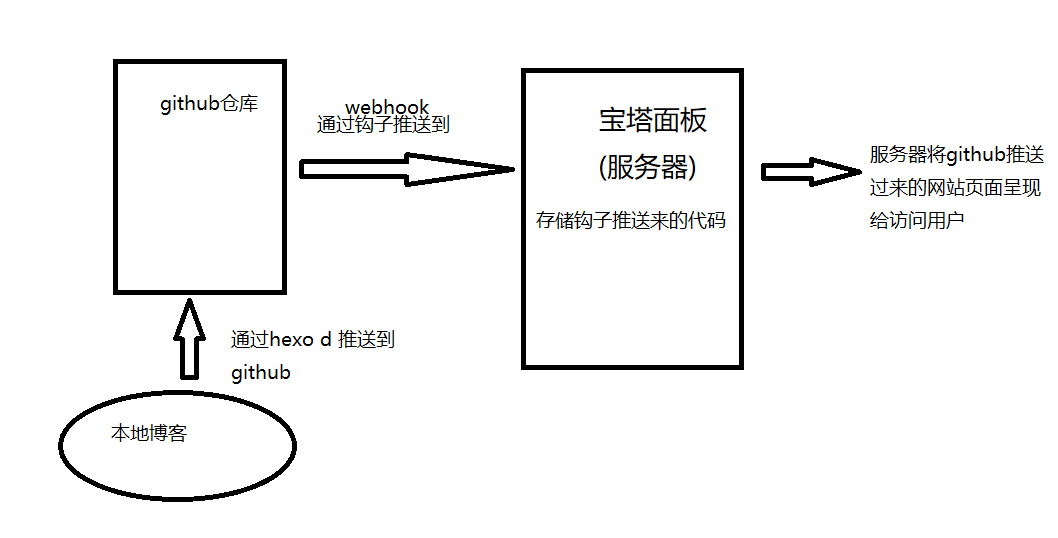 github仓库
webhook
通过钩子推送到
宝塔面板
(服务器)
存储钩子推送来的代码
服务器将github推送
过来的网站页面呈现
给访问用户
通过hexo d 推送到
github
本地博客